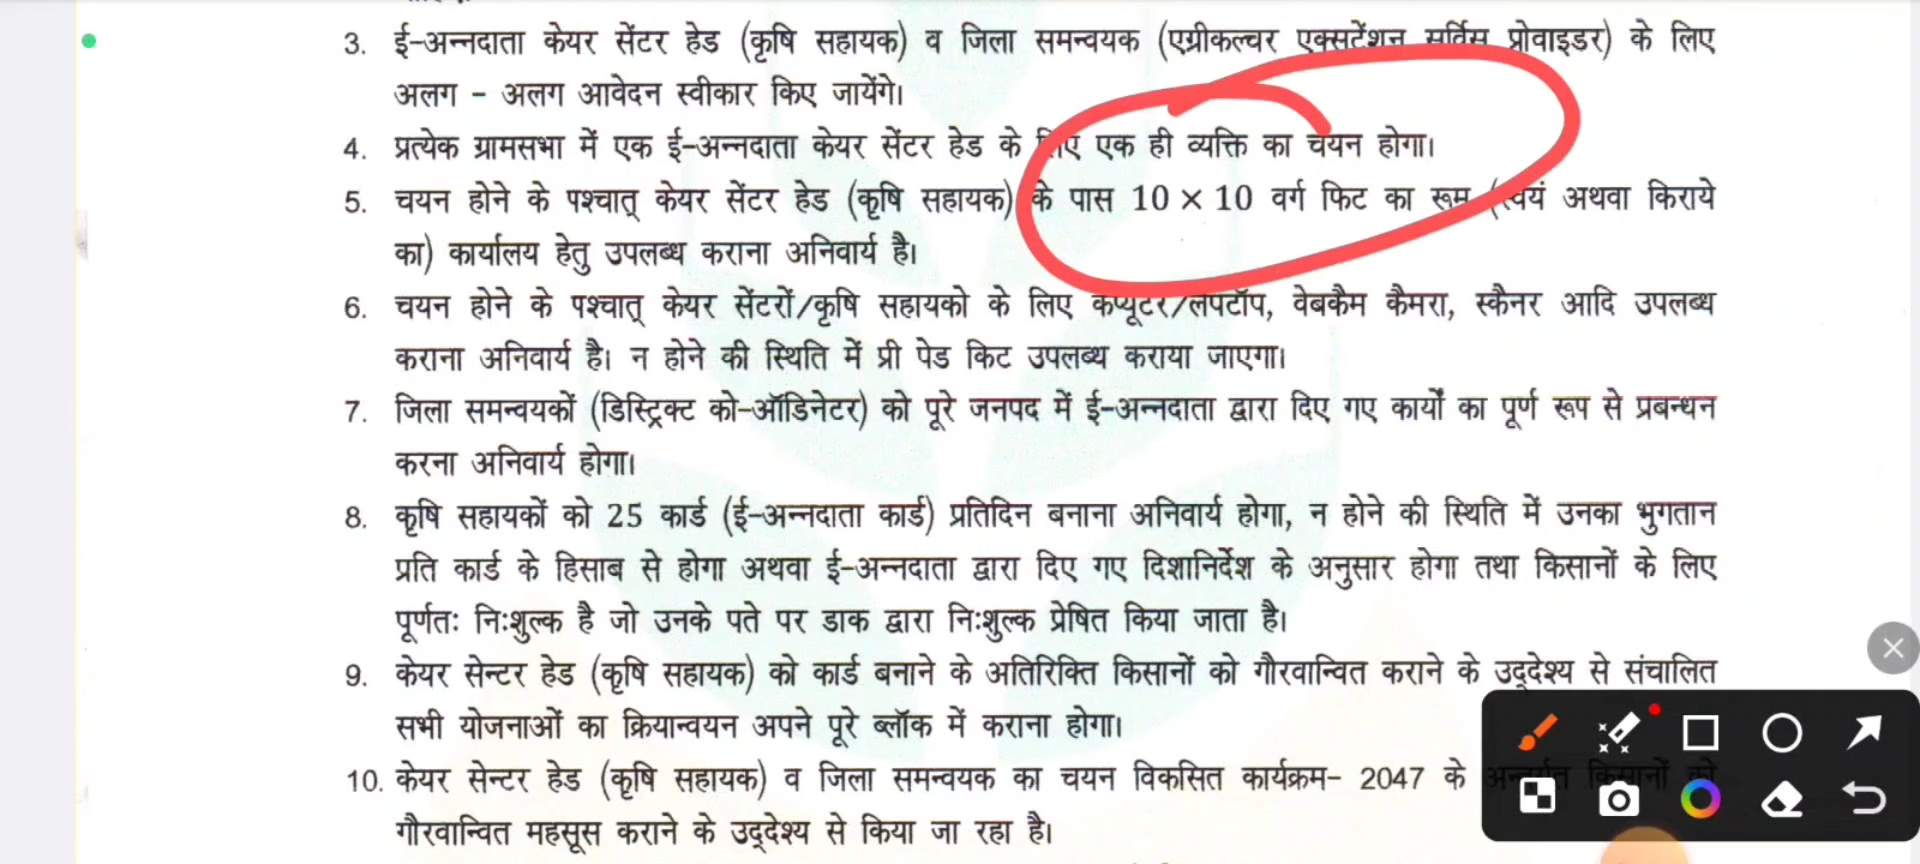 3. ई-अन्नदाता केयर सेंटर हेड (कृषि सहायक) व जिला समन्वयक (एग्रीकल्चर एक्सटेंशन सर्विस प्रोवाइडर) के लिए
अलग - अलग आवेदन स्वीकार किए जायेंगे।
4. प्रत्येक ग्रामसभा में एक ई-अन्नदाता केयर सेंटर हेड के लिए एक ही व्यक्ति का चयन होगा।
5. चयन होने के पश्चात् केयर सेंटर हेड (कृषि सहायक) के पास 10 × 10 वर्ग फिट का रूम (स्वयं अथवा किराये
का) कार्यालय हेतु उपलब्ध कराना अनिवार्य है।
6. चयन होने के पश्चात् केयर सेंटरों/कृषि सहायको के लिए कंप्यूटर/लैपटॉप, वेबकैम कैमरा, स्कैनर आदि उपलब्ध
कराना अनिवार्य है। न होने की स्थिति में प्री पेड किट उपलब्ध कराया जाएगा।
7. जिला समन्वयकों (डिस्ट्रिक्ट को-ऑडिनेटर) को पूरे जनपद में ई-अन्नदाता द्वारा दिए गए कार्यों का पूर्ण रूप से प्रबन्धन
करना अनिवार्य होगा।
8. कृषि सहायकों को 25 कार्ड (ई-अन्नदाता कार्ड) प्रतिदिन बनाना अनिवार्य होगा, न होने की स्थिति में उनका भुगतान
प्रति कार्ड के हिसाब से होगा अथवा ई-अन्नदाता द्वारा दिए गए दिशानिर्देश के अनुसार होगा तथा किसानों के लिए
पूर्णतः निःशुल्क है जो उनके पते पर डाक द्वारा निःशुल्क प्रेषित किया जाता है।
9. केयर सेन्टर हेड (कृषि सहायक) को कार्ड बनाने के अतिरिक्ति किसानों को गौरवान्वित कराने के उद्देश्य से संचालित
सभी योजनाओं का क्रियान्वयन अपने पूरे ब्लॉक में कराना होगा।
10. केयर सेन्टर हेड (कृषि सहायक) व जिला समन्वयक का चयन विकसित कार्यक्रम- 2047 के अन्तर्गत किसानों को
गौरवान्वित महसूस कराने के उद्देश्य से किया जा रहा है।